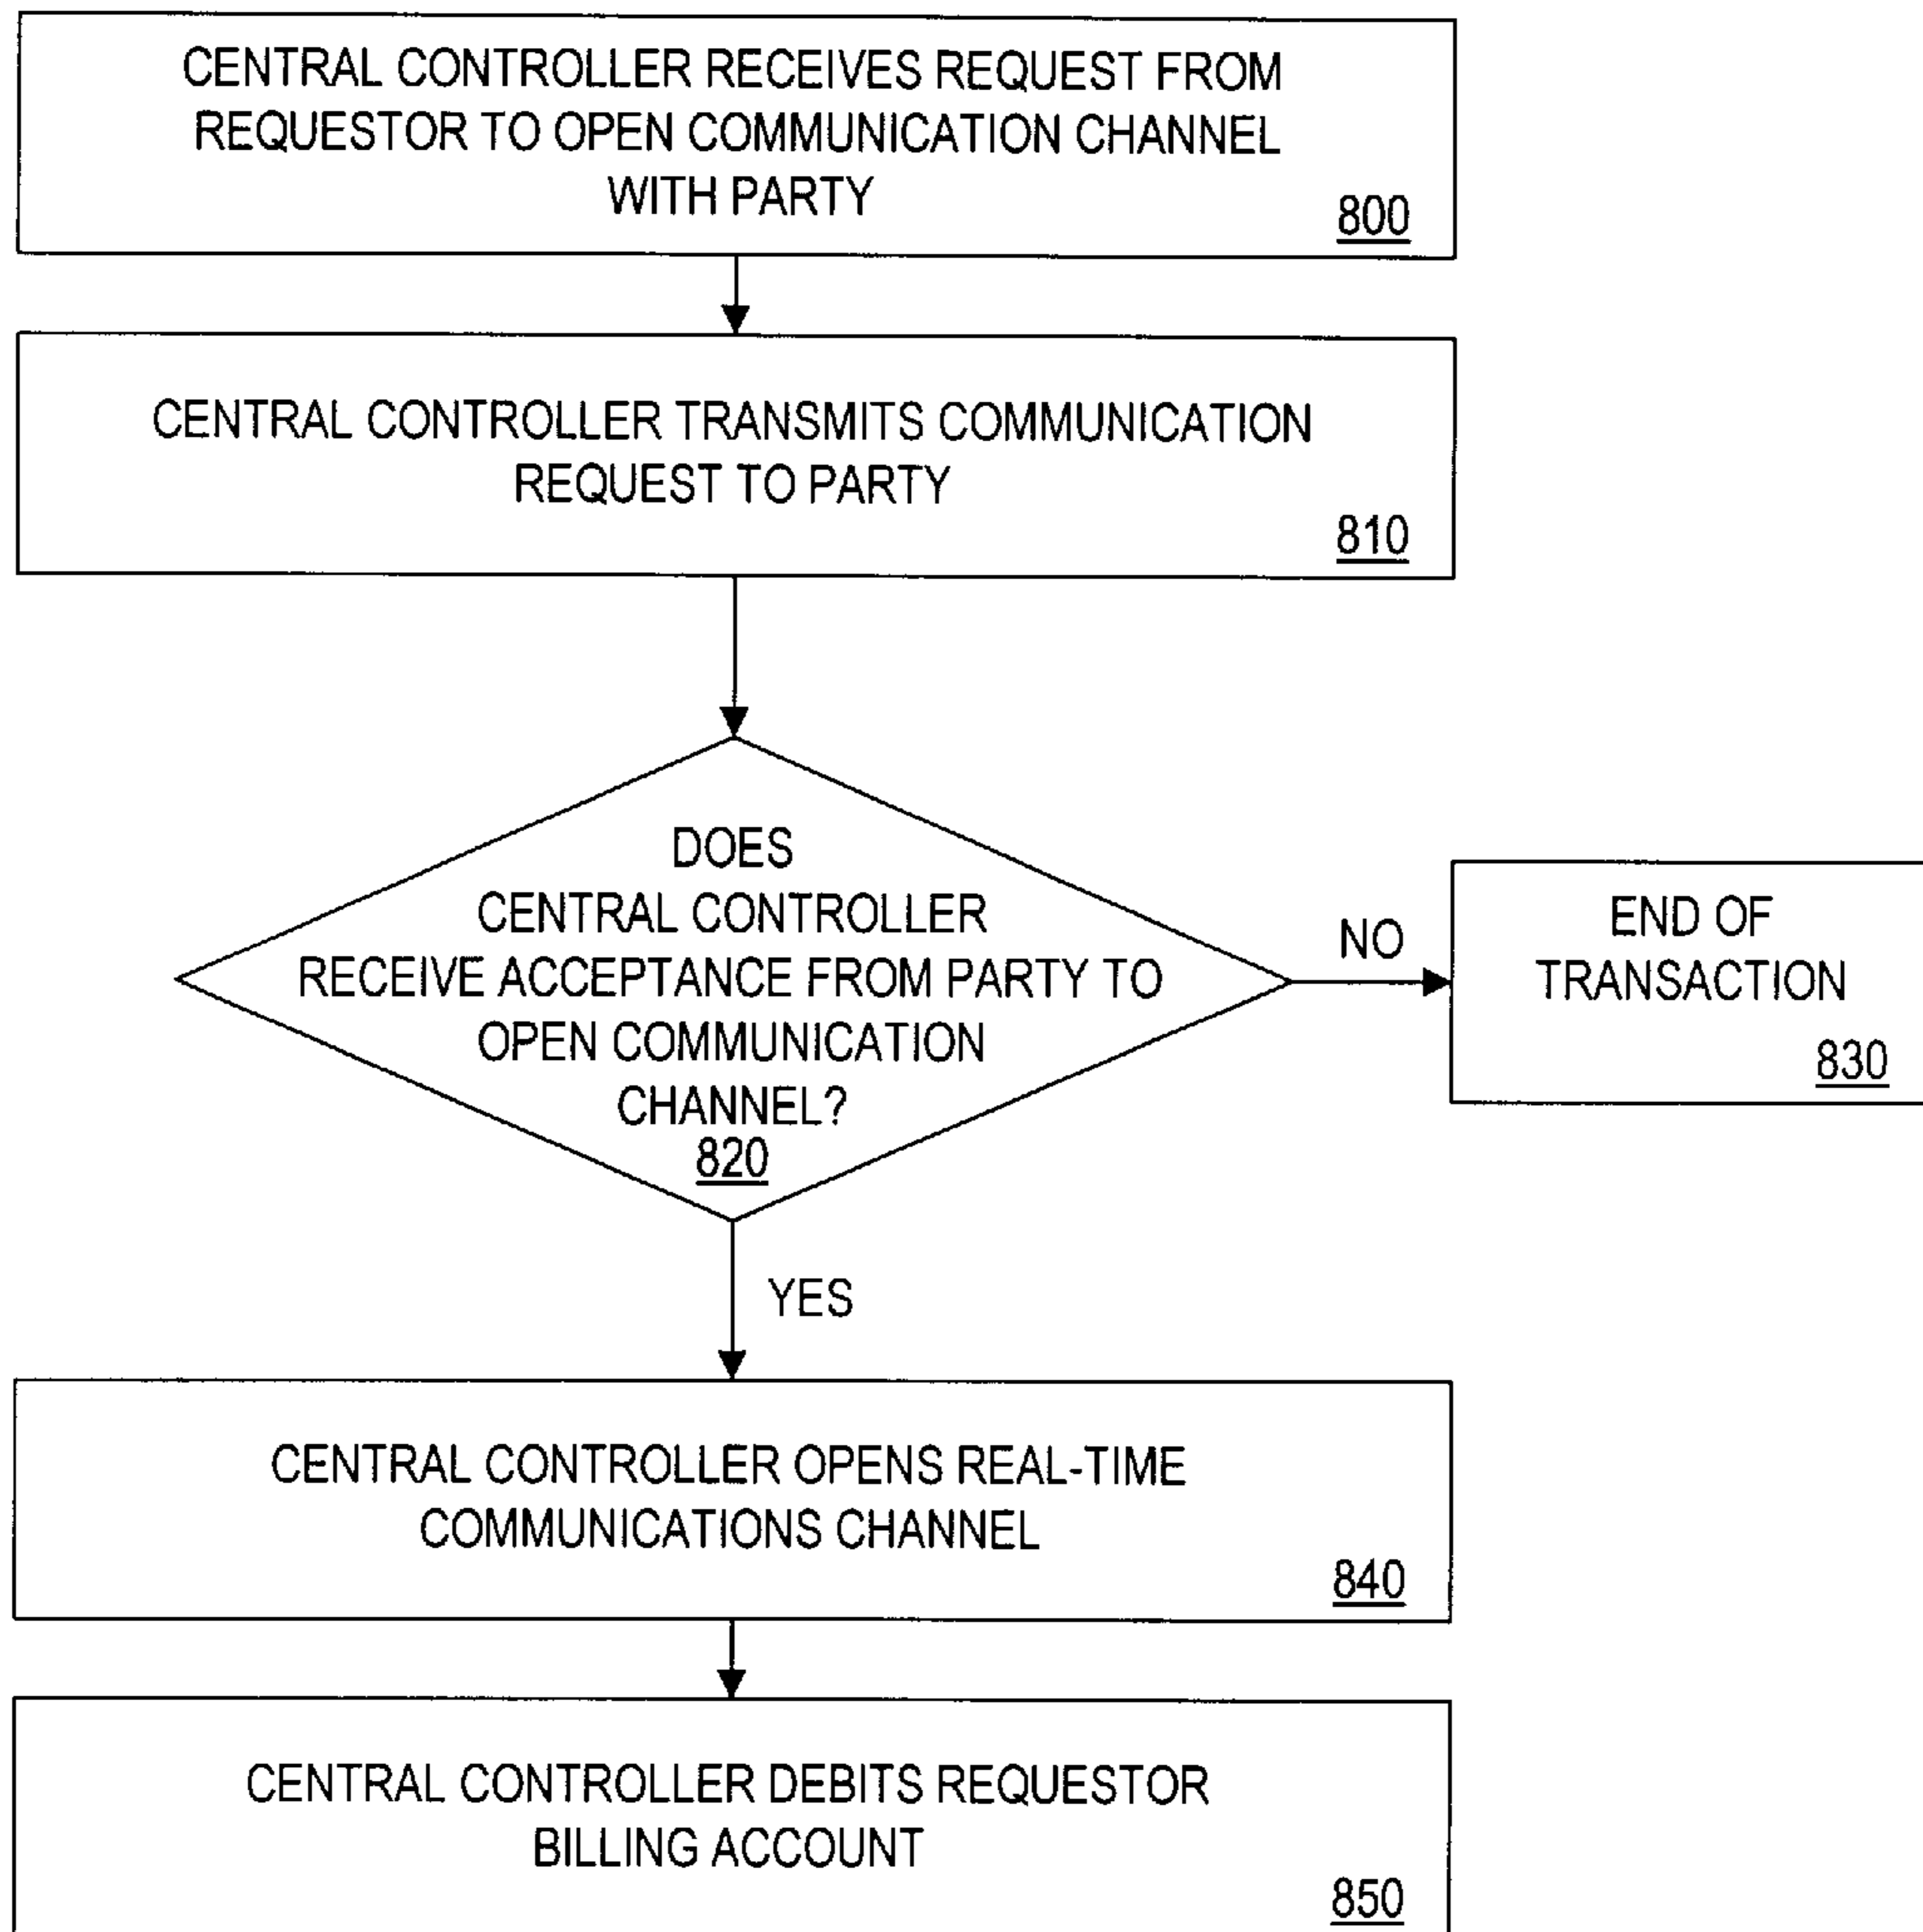 CENTRAL CONTROLLER RECEIVES REQUEST FROM
REQUESTOR TO OPEN COMMUNICATION CHANNEL
WITH PARTY
800
CENTRAL CONTROLLER TRANSMITS COMMUNICATION
REQUEST TO PARTY
810
DOES
CENTRAL CONTROLLER
RECEIVE ACCEPTANCE FROM PARTY TO
OPEN COMMUNICATION
CHANNEL?
820
NO
END OF
TRANSACTION
830
YES
CENTRAL CONTROLLER OPENS REAL-TIME
COMMUNICATIONS CHANNEL
840
CENTRAL CONTROLLER DEBITS REQUESTOR
BILLING ACCOUNT
850